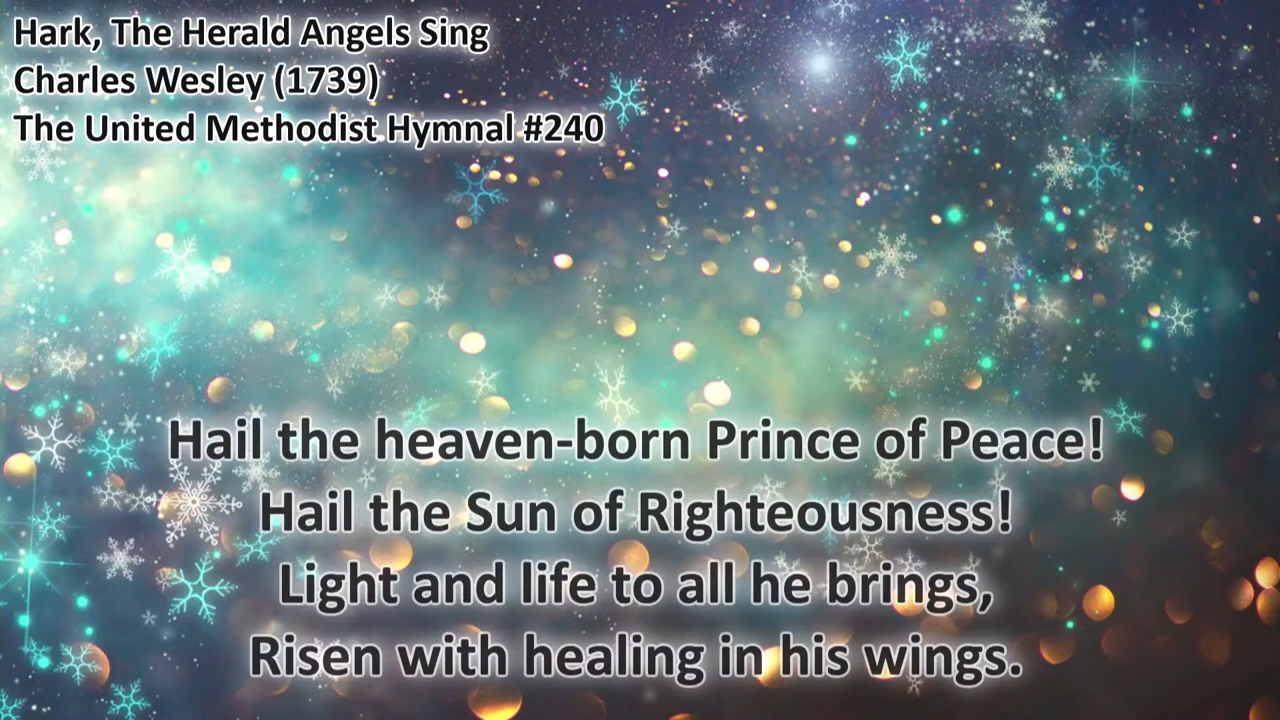 Hark, The Herald Angels Sing
Charles Wesley (1739)
The United Methodist Hymnal #240
Hail the heaven-born Prince of Peace!
Hail the Sun of Righteousness!
Light and life to all he brings,
Risen with healing in his wings.